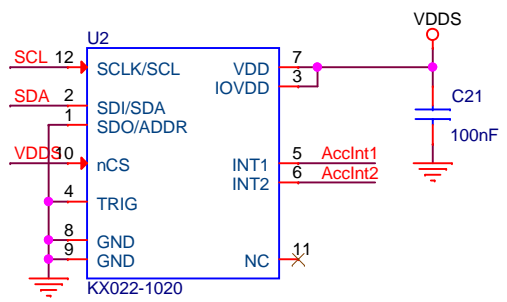 VDDS
U2
SCL 12 SCLK/SCL VDD 7
IOVDD 3
SDA 2 SDI/SDA
1 SDO/ADDR
C21
100nF
VDDS 10 nCS INT1 5 AccInt1
INT2 6 AccInt2
4 TRIG
8 GND
9 GND NC 11
KX022-1020